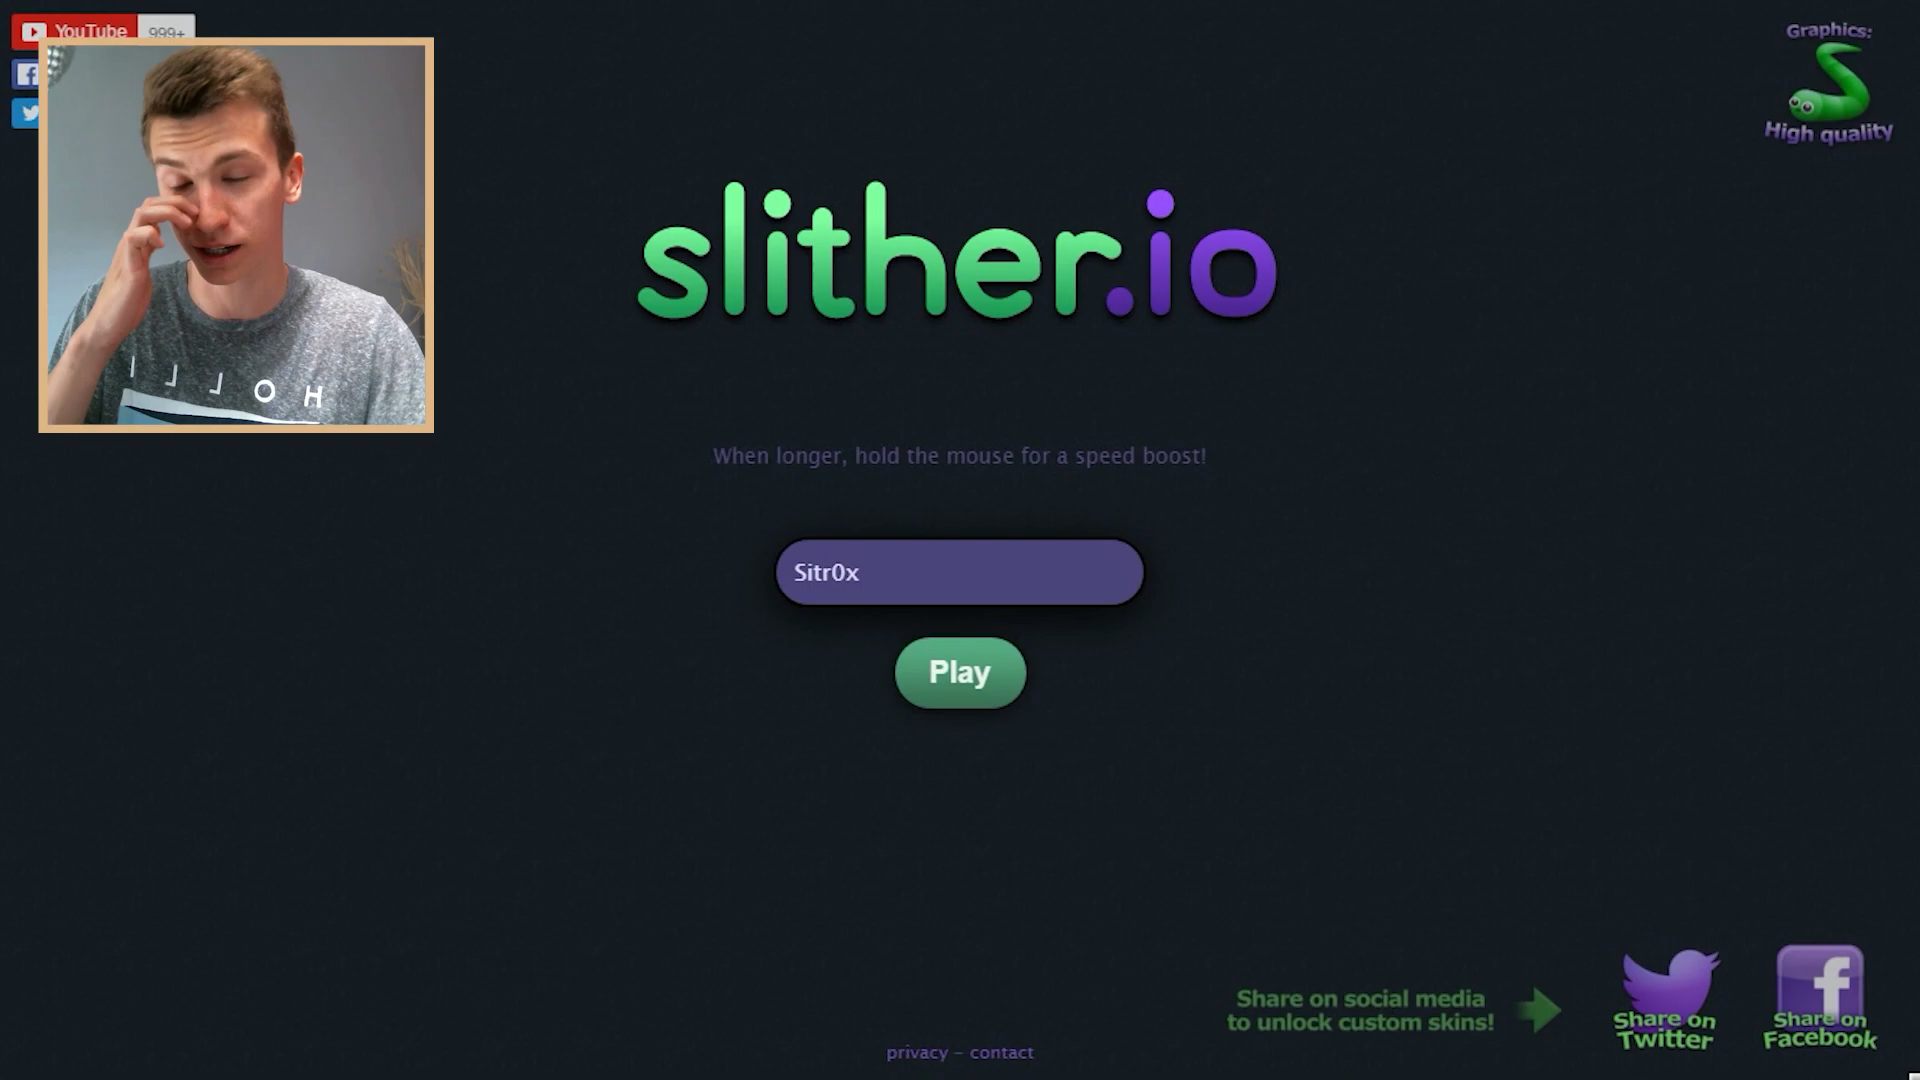 YouTube 999+
Graphics:
High quality
slither.io
HOLLI
When longer, hold the mouse for a speed boost!
Sitr0x
Play
Share on social media
to unlock custom skins!
Share on
Twitter
Share on
Facebook
privacy - contact